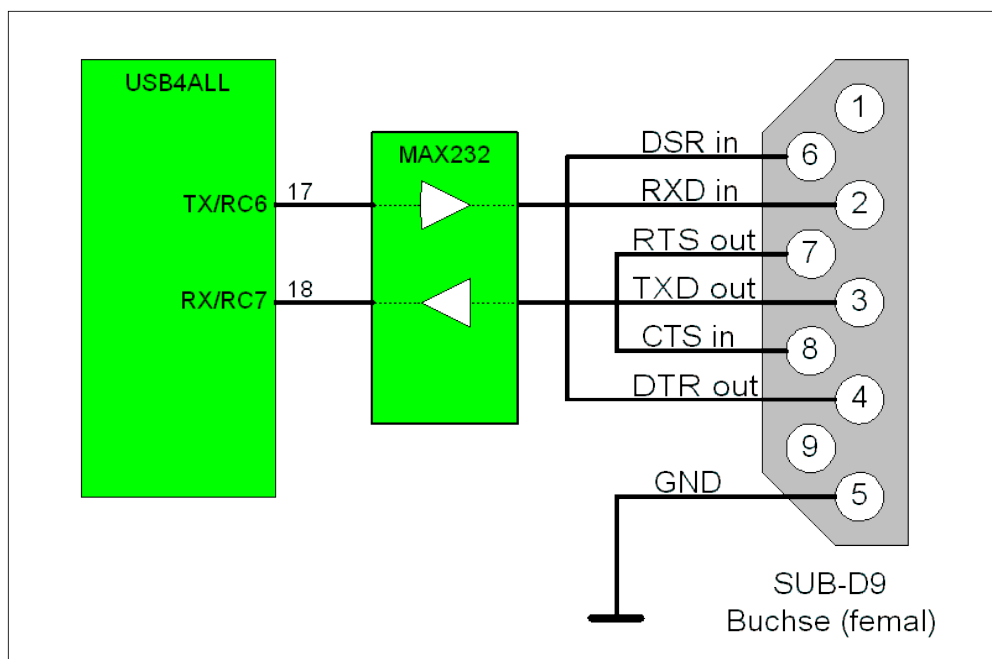 USB4ALL
TX/RC6
17
RX/RC7
18
MAX232
DSR in
RXD in
RTS out
TXD out
CTS in
DTR out
GND
1
6
2
7
3
8
4
9
5
SUB-D9
Buchse (femal)